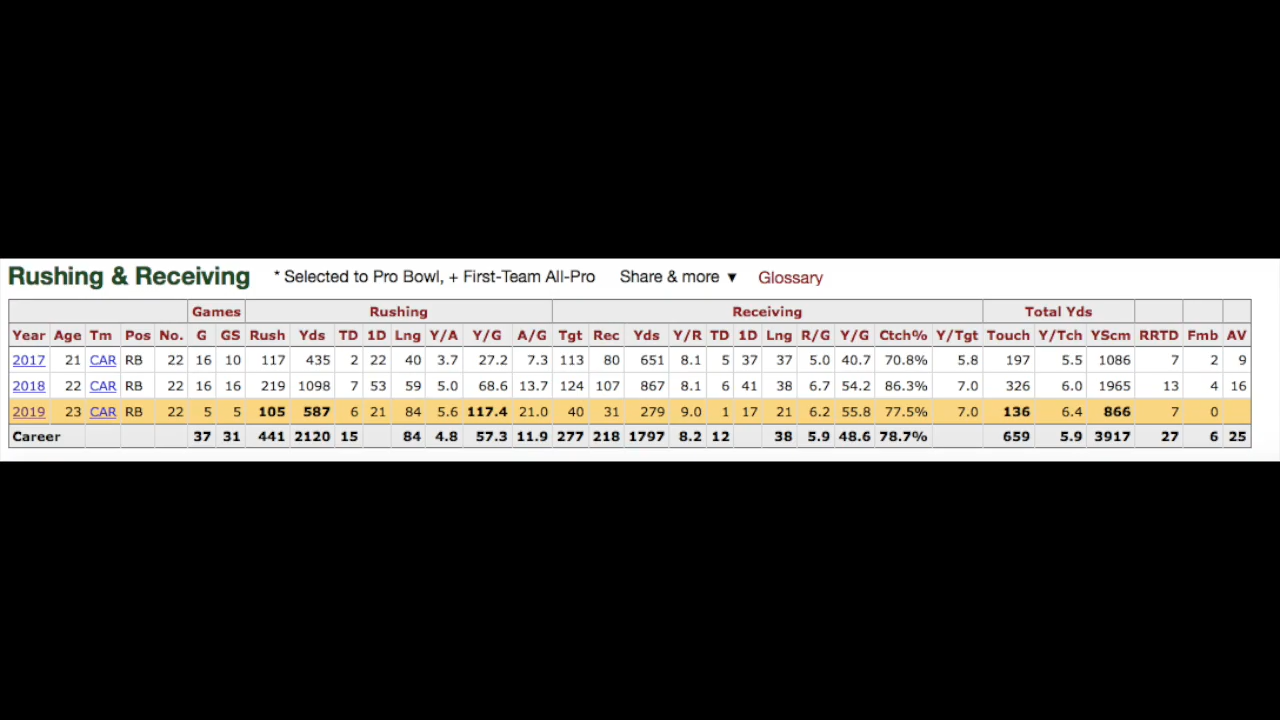 Rushing & Receiving * Selected to Pro Bowl, + First-Team All-Pro Share & more ▼ Glossary
Games Rushing Receiving Total Yds
Year Age Tm Pos No. G GS Rush Yds TD 1D Lng Y/A Y/G A/G Tgt Rec Yds Y/R TD 1D Lng R/G Y/G Ctch% Y/Tgt Touch Y/Tch YScm RRTD Fmb AV
2017 21 CAR RB 22 16 10 117 435 2 22 40 3.7 27.2 7.3 113 80 651 8.1 5 37 37 5.0 40.7 70.8% 5.8 197 5.5 1086 7 2 9
2018 22 CAR RB 22 16 16 219 1098 7 53 59 5.0 68.6 13.7 124 107 867 8.1 6 41 38 6.7 54.2 86.3% 7.0 326 6.0 1965 13 4 16
2019 23 CAR RB 22 5 5 105 587 6 21 84 5.6 117.4 21.0 40 31 279 9.0 1 17 21 6.2 55.8 77.5% 7.0 136 6.4 866 7 0
Career 37 31 441 2120 15 84 4.8 57.3 11.9 277 218 1797 8.2 12 38 5.9 48.6 78.7% 659 5.9 3917 27 6 25